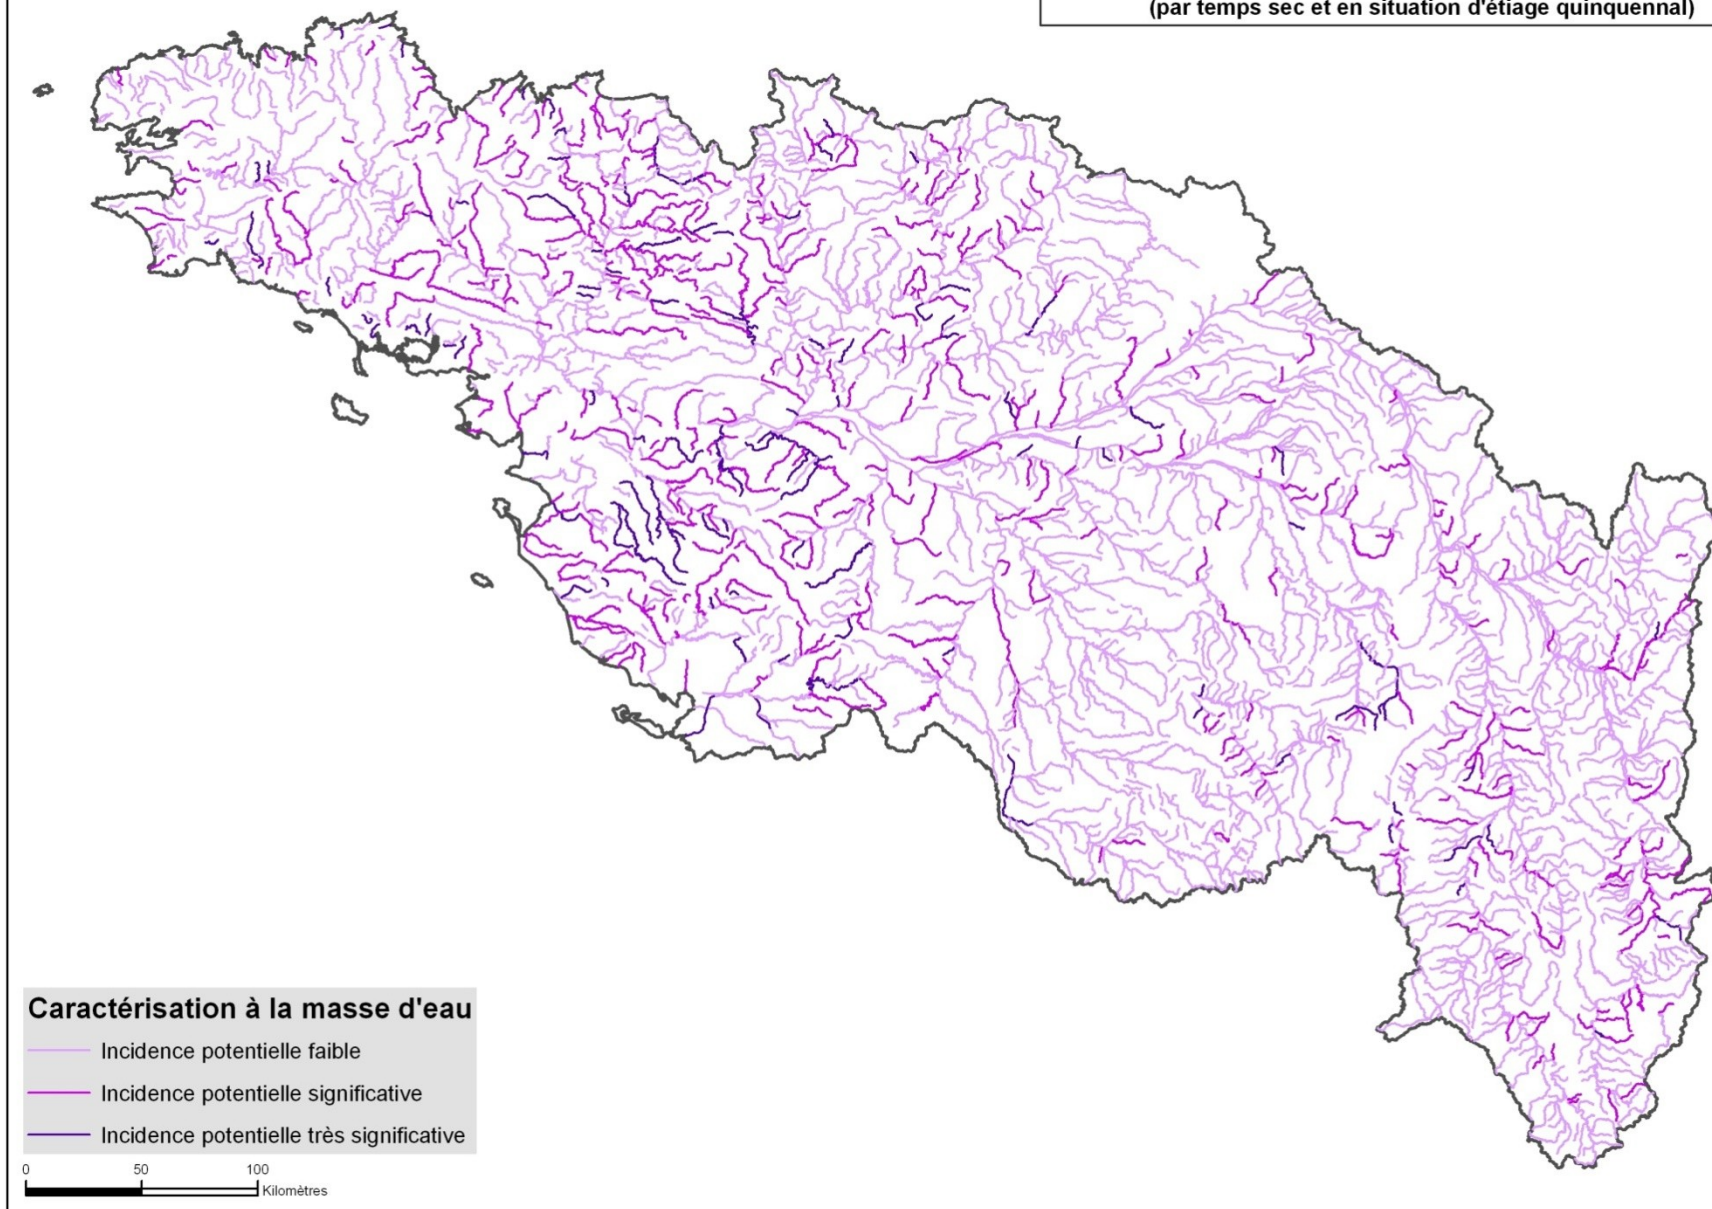 (par temps sec et en situation d'étiage quinquennal)
Caractérisation à la masse d'eau
Incidence potentielle faible
Incidence potentielle significative
Incidence potentielle très significative
0 50 100
Kilomètres